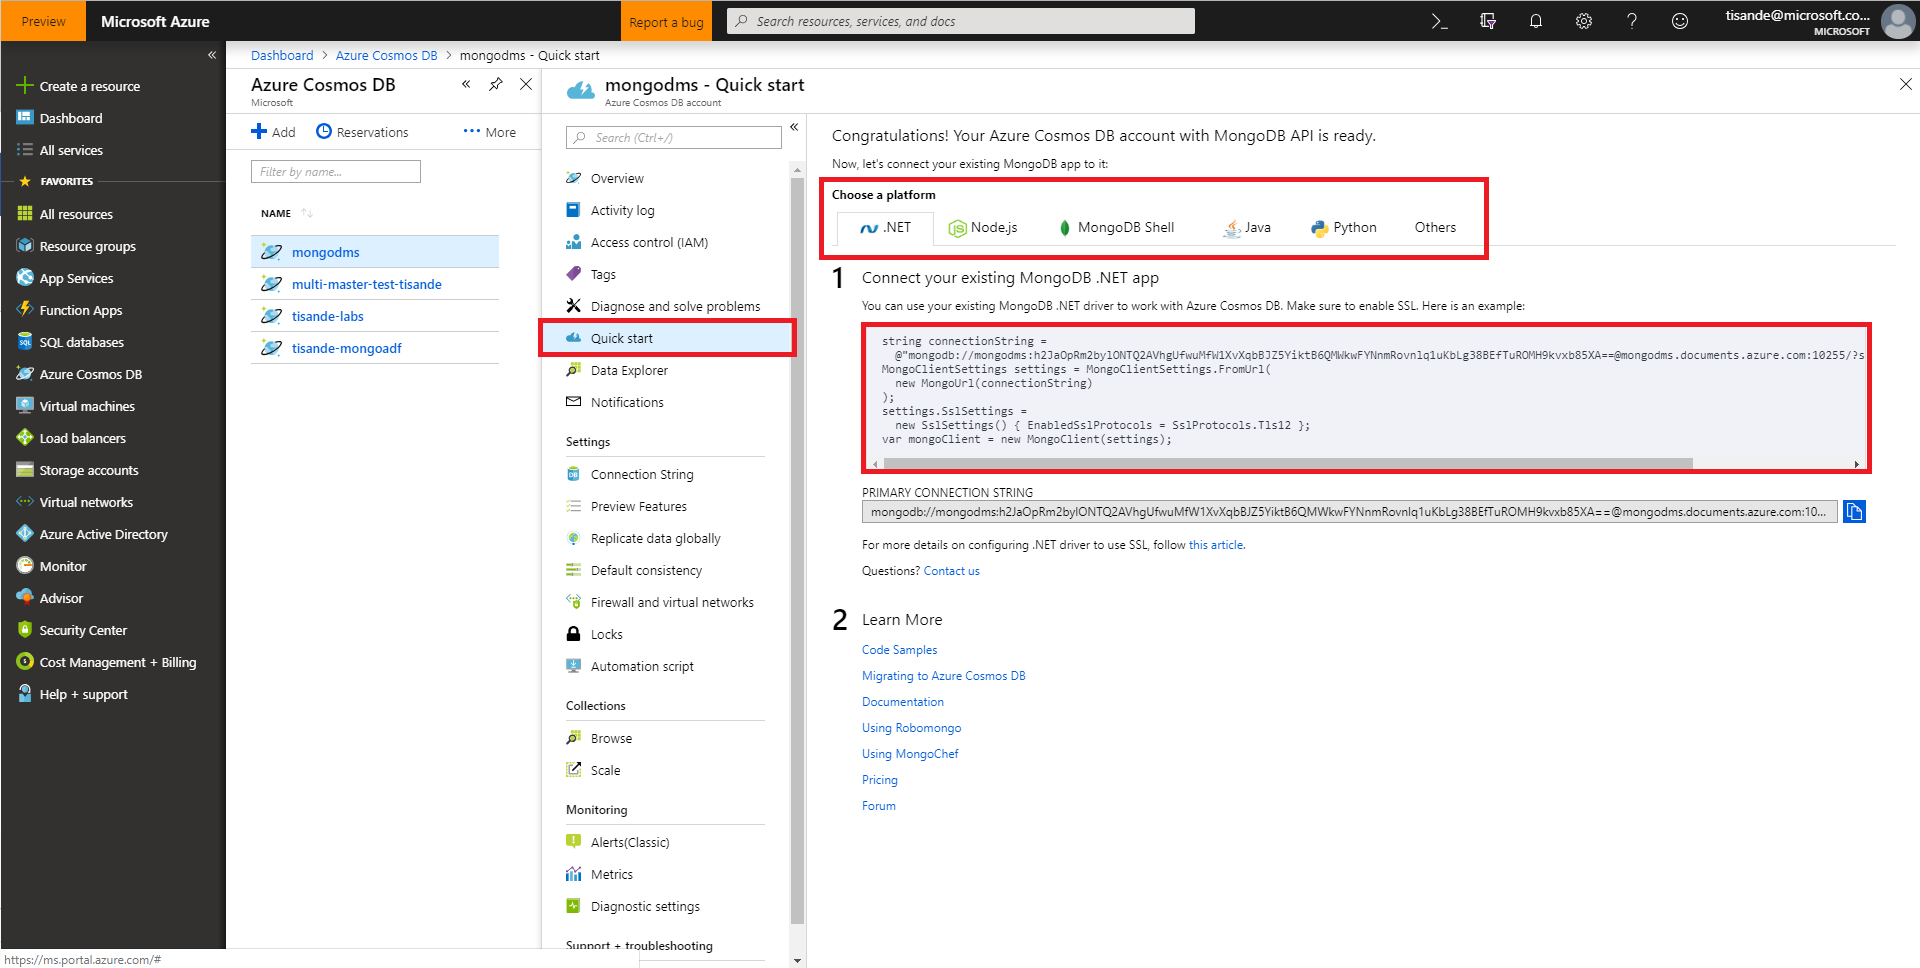 Preview
Microsoft Azure
Report a bug
Search resources, services, and docs
tisande@microsoft.co...
MICROSOFT
Create a resource
Dashboard
All services
FAVORITES
All resources
Resource groups
App Services
Function Apps
SQL databases
Azure Cosmos DB
Virtual machines
Load balancers
Storage accounts
Virtual networks
Azure Active Directory
Monitor
Advisor
Security Center
Cost Management + Billing
Help + support
https://ms.portal.azure.com/#
Dashboard > Azure Cosmos DB > mongodms - Quick start
Azure Cosmos DB
Microsoft
Add Reservations ••• More
Filter by name...
NAME
mongodms
multi-master-test-tisande
tisande-labs
tisande-mongoadf
mongodms - Quick start
Azure Cosmos DB account
Search (Ctrl+/)
Overview
Activity log
Access control (IAM)
Tags
Diagnose and solve problems
Quick start
Data Explorer
Notifications
Settings
Connection String
Preview Features
Replicate data globally
Default consistency
Firewall and virtual networks
Locks
Automation script
Collections
Browse
Scale
Monitoring
Alerts(Classic)
Metrics
Diagnostic settings
Support + troubleshooting
Congratulations! Your Azure Cosmos DB account with MongoDB API is ready.
Now, let's connect your existing MongoDB app to it:
Choose a platform
.NET Node.js MongoDB Shell Java Python Others
1 Connect your existing MongoDB .NET app
You can use your existing MongoDB .NET driver to work with Azure Cosmos DB. Make sure to enable SSL. Here is an example:
string connectionString =
@"mongodb://mongodms:h2JaOpRm2bylONTQ2AVhgUfwuMfW1XvXqbBJZ5YiktB6QMWkwFYNnmRovnlq1uKbLg38BEfTuROMH9kvxb85XA==@mongodms.documents.azure.com:10255/?s
MongoClientSettings settings = MongoClientSettings.FromUrl(
new MongoUrl(connectionString)
);
settings.SslSettings =
new SslSettings() { EnabledSslProtocols = SslProtocols.Tls12 };
var mongoClient = new MongoClient(settings);
PRIMARY CONNECTION STRING
mongodb://mongodms:h2JaOpRm2bylONTQ2AVhgUfwuMfW1XvXqbBJZ5YiktB6QMWkwFYNnmRovnlq1uKbLg38BEfTuROMH9kvxb85XA==@mongodms.documents.azure.com:10...
For more details on configuring .NET driver to use SSL, follow this article.
Questions? Contact us
2 Learn More
Code Samples
Migrating to Azure Cosmos DB
Documentation
Using Robomongo
Using MongoChef
Pricing
Forum